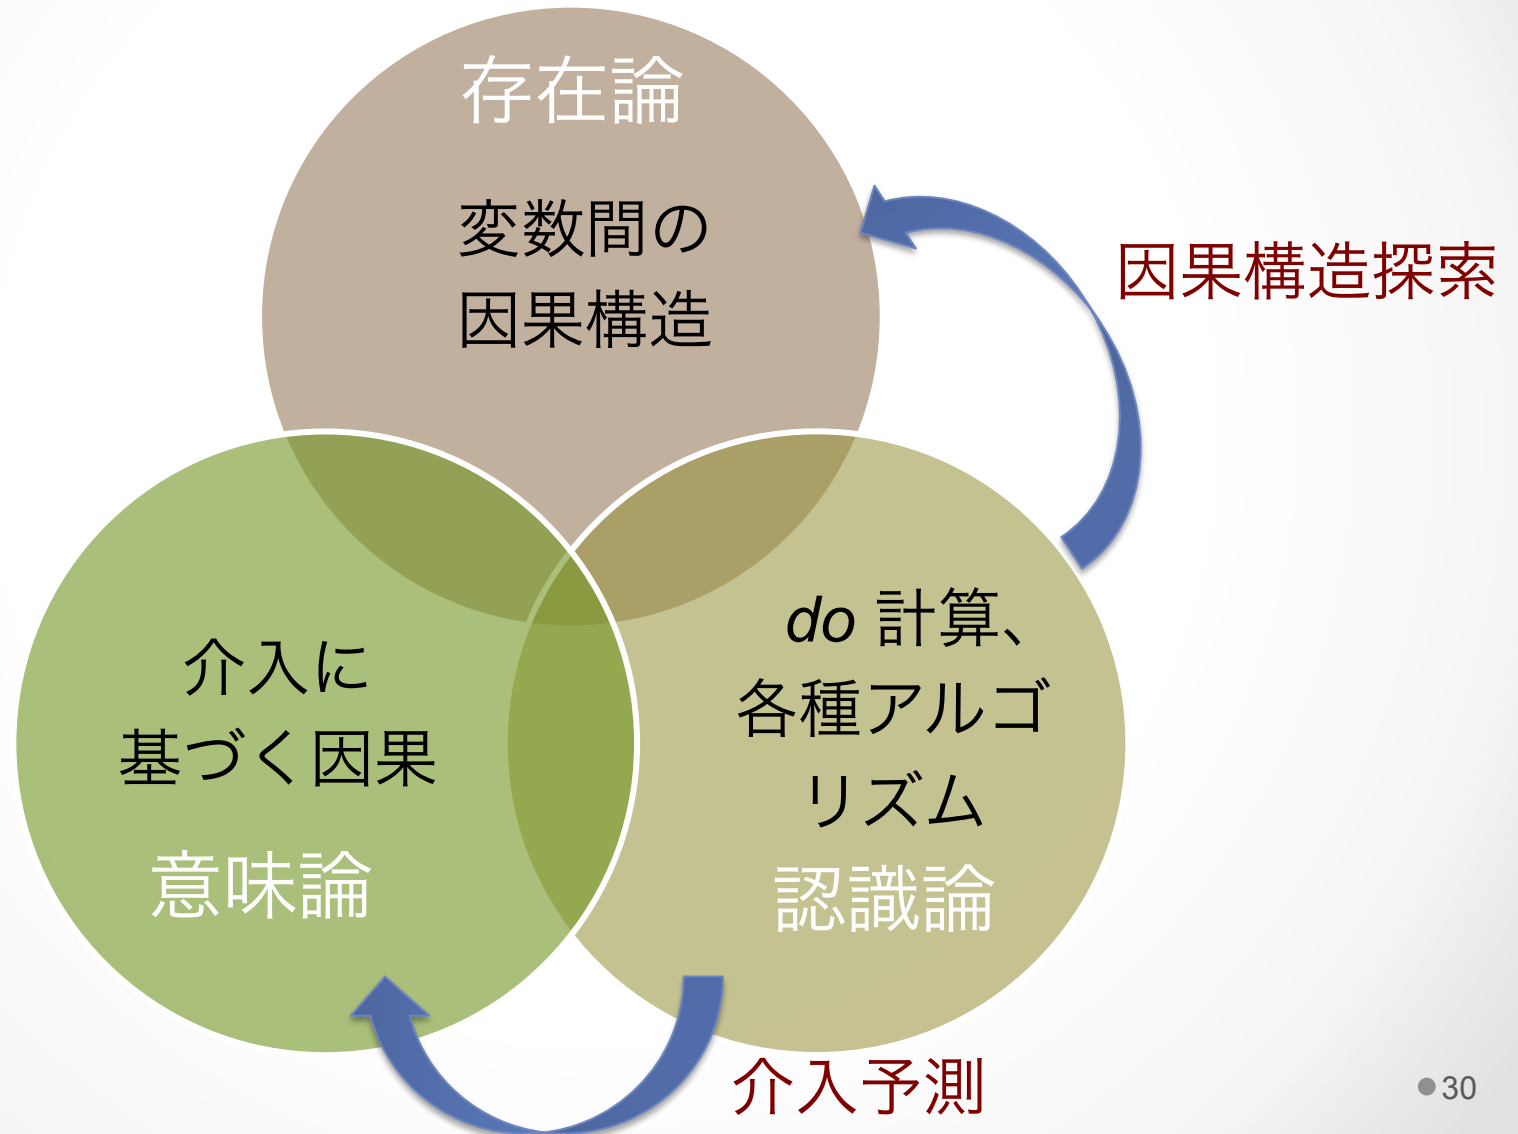 存在論
変数間の
因果構造
因果構造探索
介入に
基づく因果
意味論
do 計算、
各種アルゴ
リズム
認識論
介入予測
30